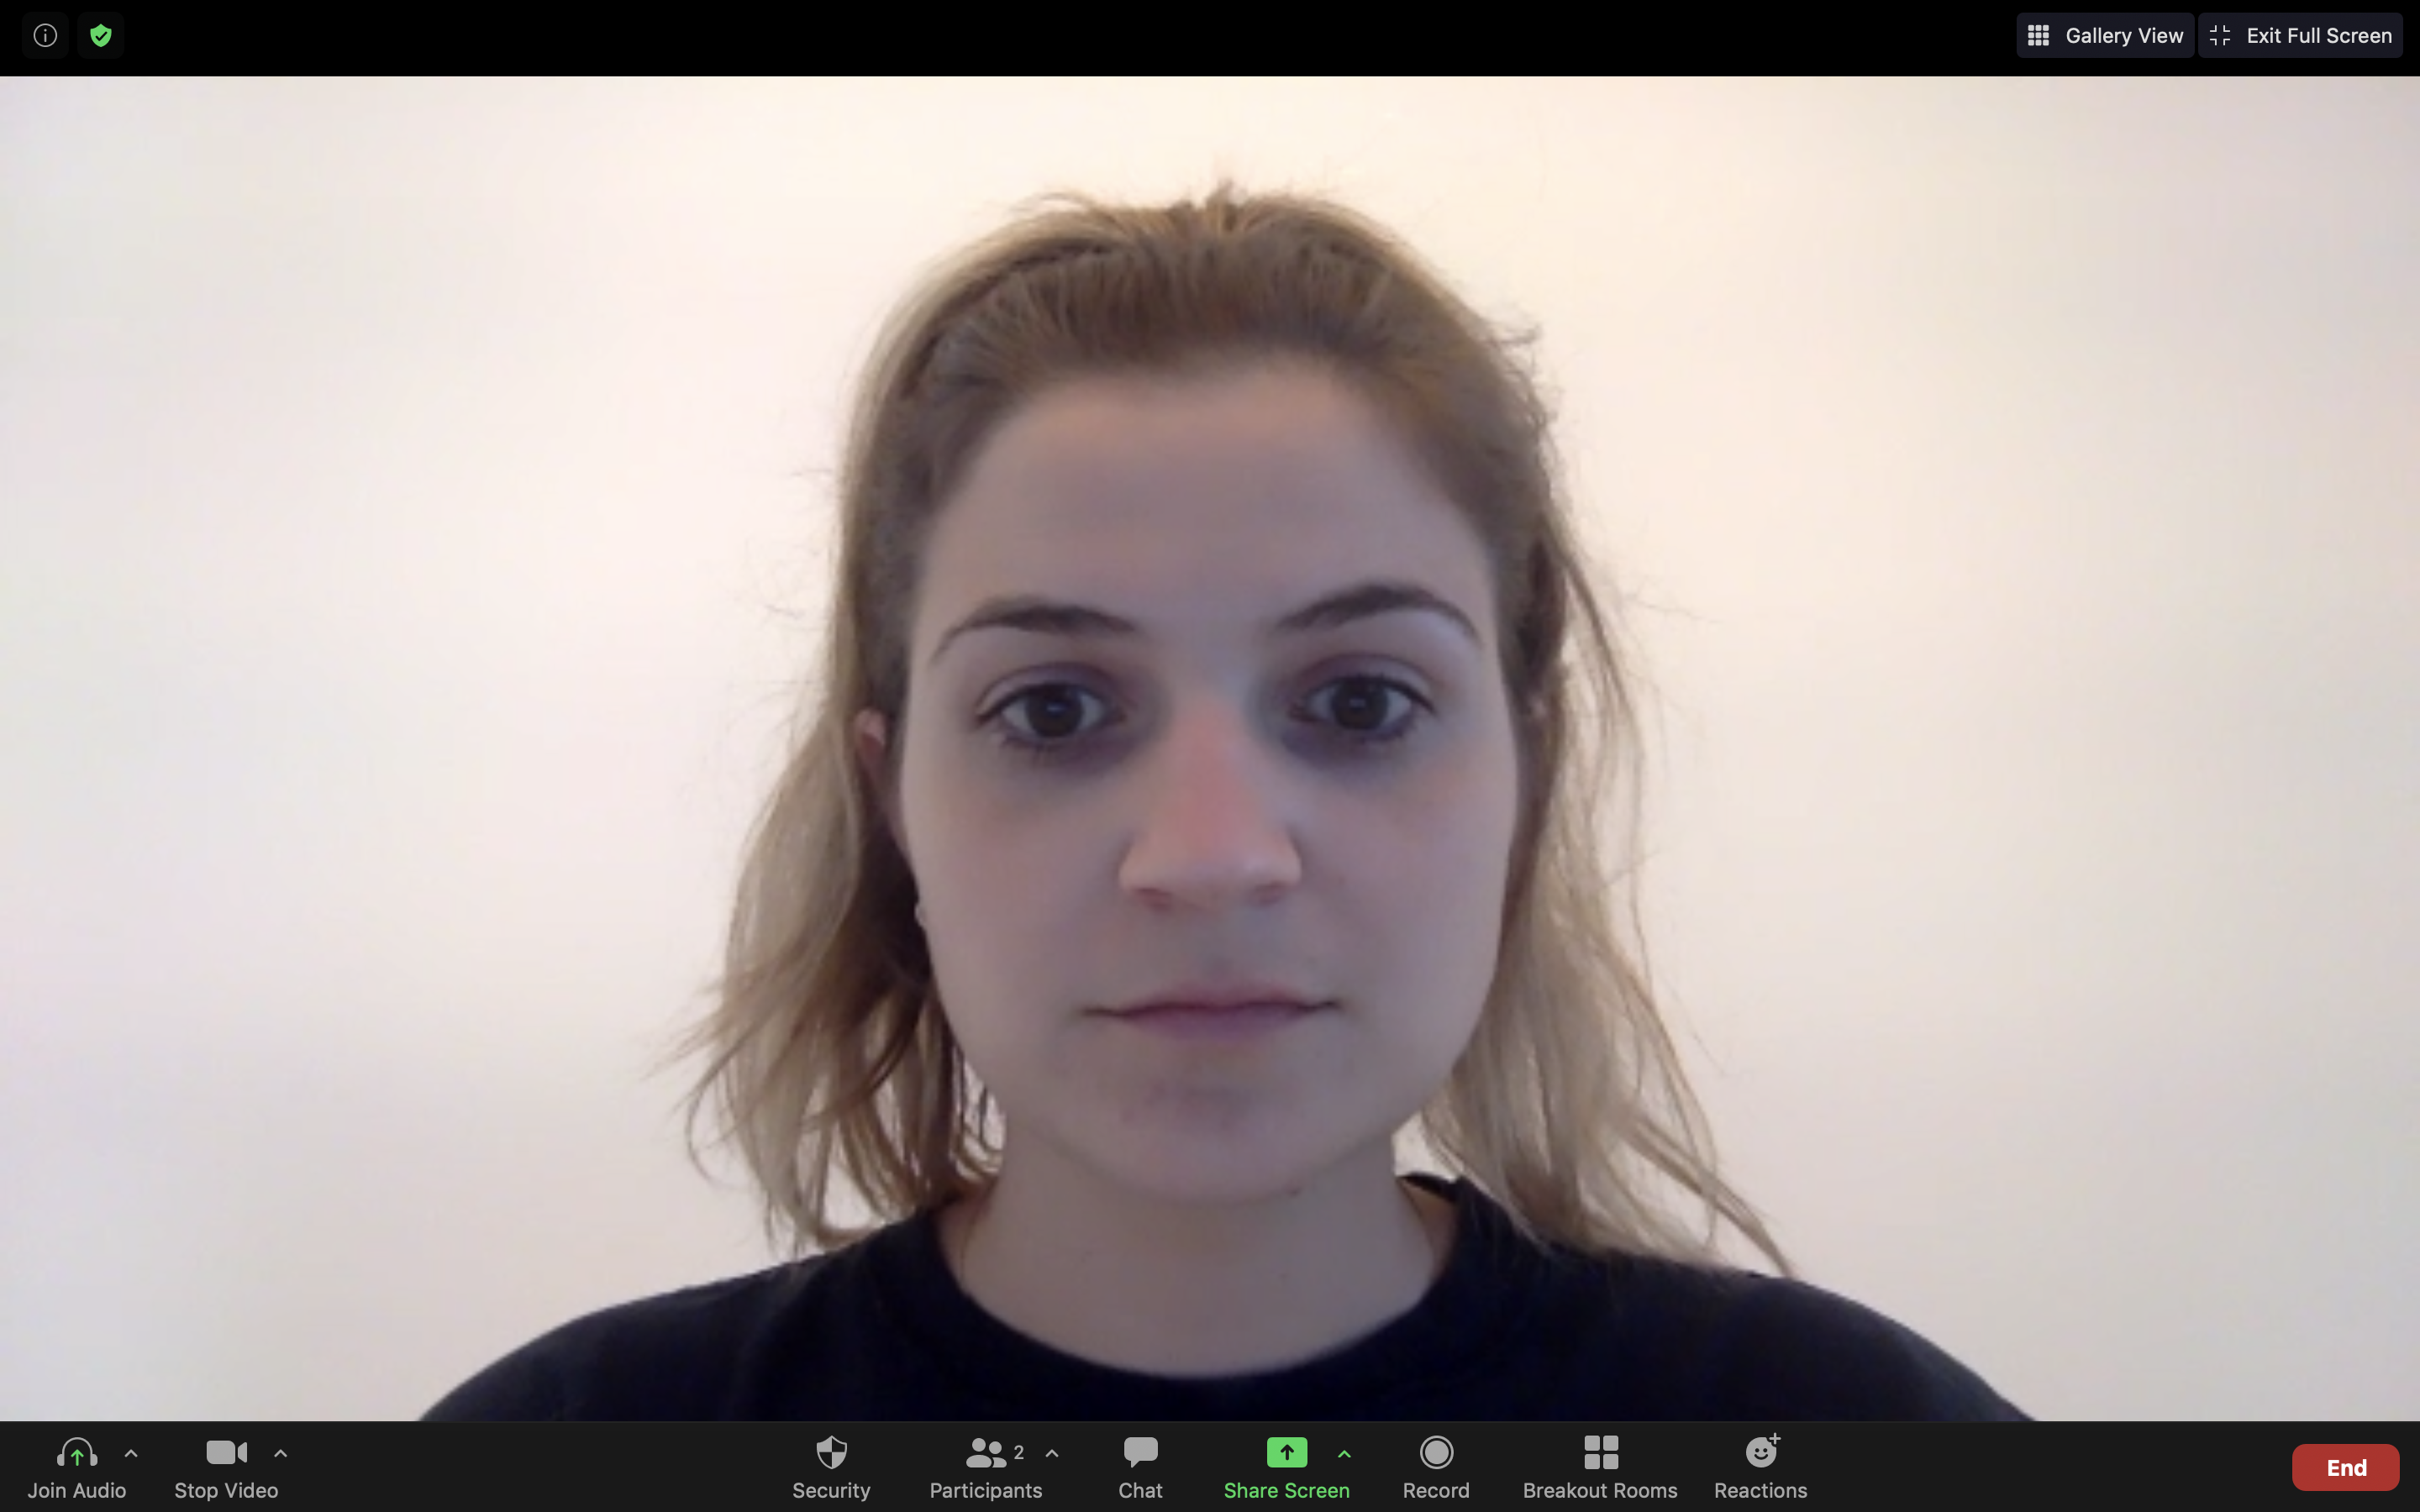 Gallery View
Exit Full Screen
Join Audio
Stop Video
Security
2
Participants
Chat
Share Screen
Record
Breakout Rooms
Reactions
End